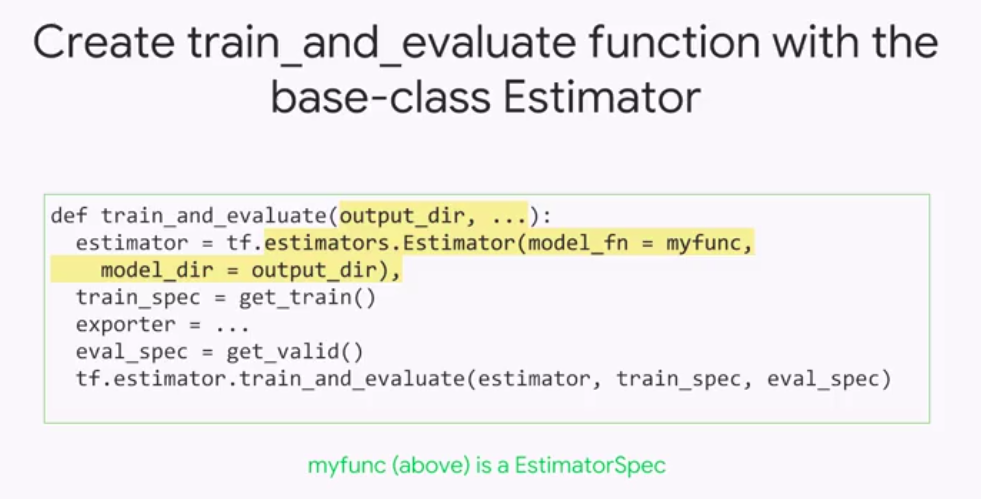 Create train_and_evaluate function with the
base-class Estimator
def train_and_evaluate(output_dir, ...):
estimator = tf.estimators.Estimator(model_fn = myfunc,
model_dir = output_dir),
train_spec = get_train()
exporter = ...
eval_spec = get_valid()
tf.estimator.train_and_evaluate(estimator, train_spec, eval_spec)
myfunc (above) is a EstimatorSpec